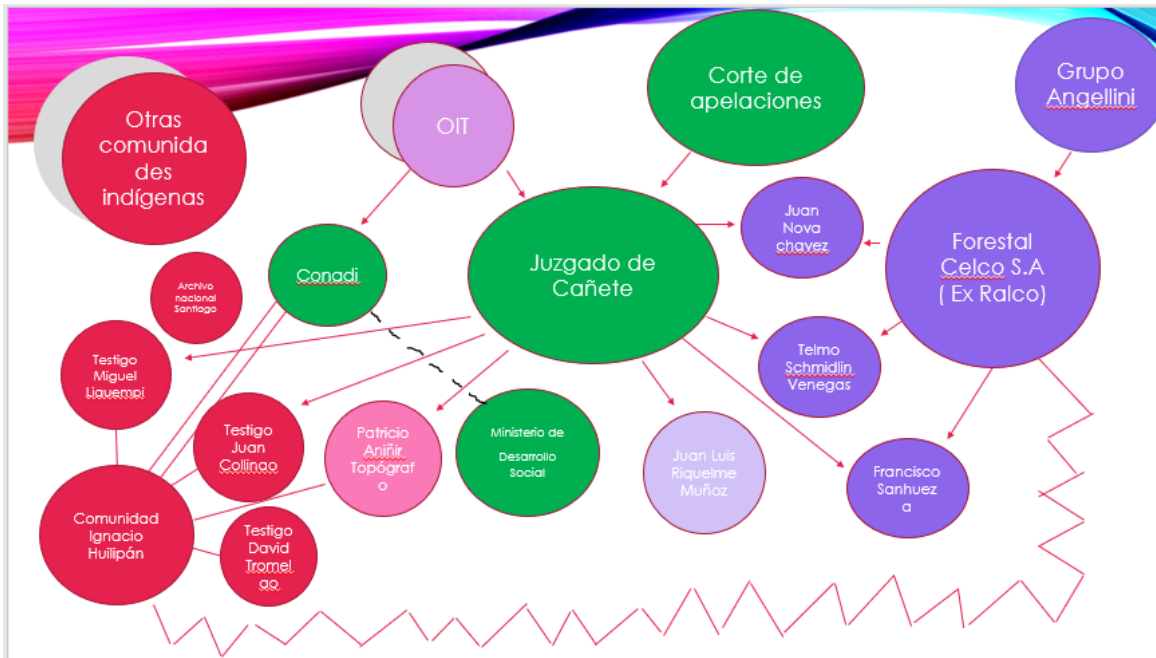 Otras
comunida
des
indígenas
OIT
Corte de
apelaciones
Grupo
Angellini
Juan
Nova
chavez
Forestal
Celco S.A
( Ex Ralco)
Conadi
Juzgado de
Cañete
Archivo
nacional
Santiago
Testigo
Miguel
Liquempi
Telmo
Schmidlin
Venegas
Testigo
Juan
Collinao
Patricio
Aniñir
Topógraf
o
Ministerio de
Desarrollo
Social
Juan Luis
Riquelme
Muñoz
Francisco
Sanhuez
a
Comunidad
Ignacio
Huilipán
Testigo
David
Tromel
ao